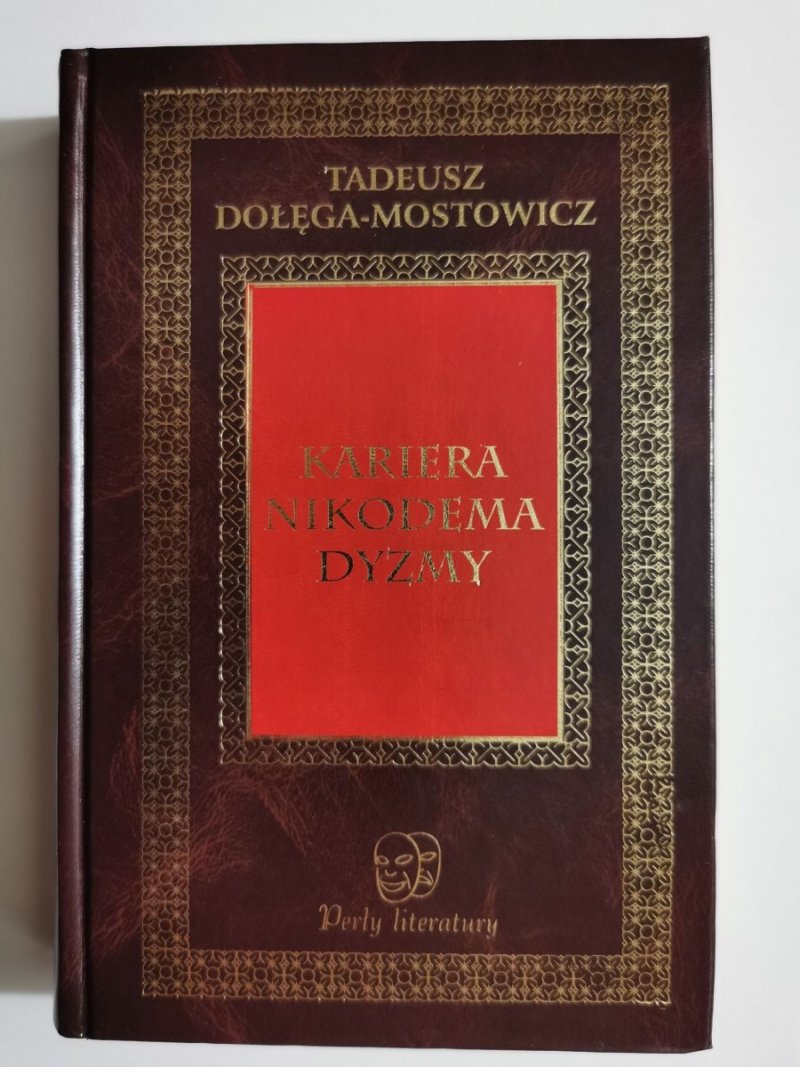 TADEUSZ
DOŁĘGA-MOSTOWICZ
KARIERA
NIKODEMA
DYZMY
Perły literatury